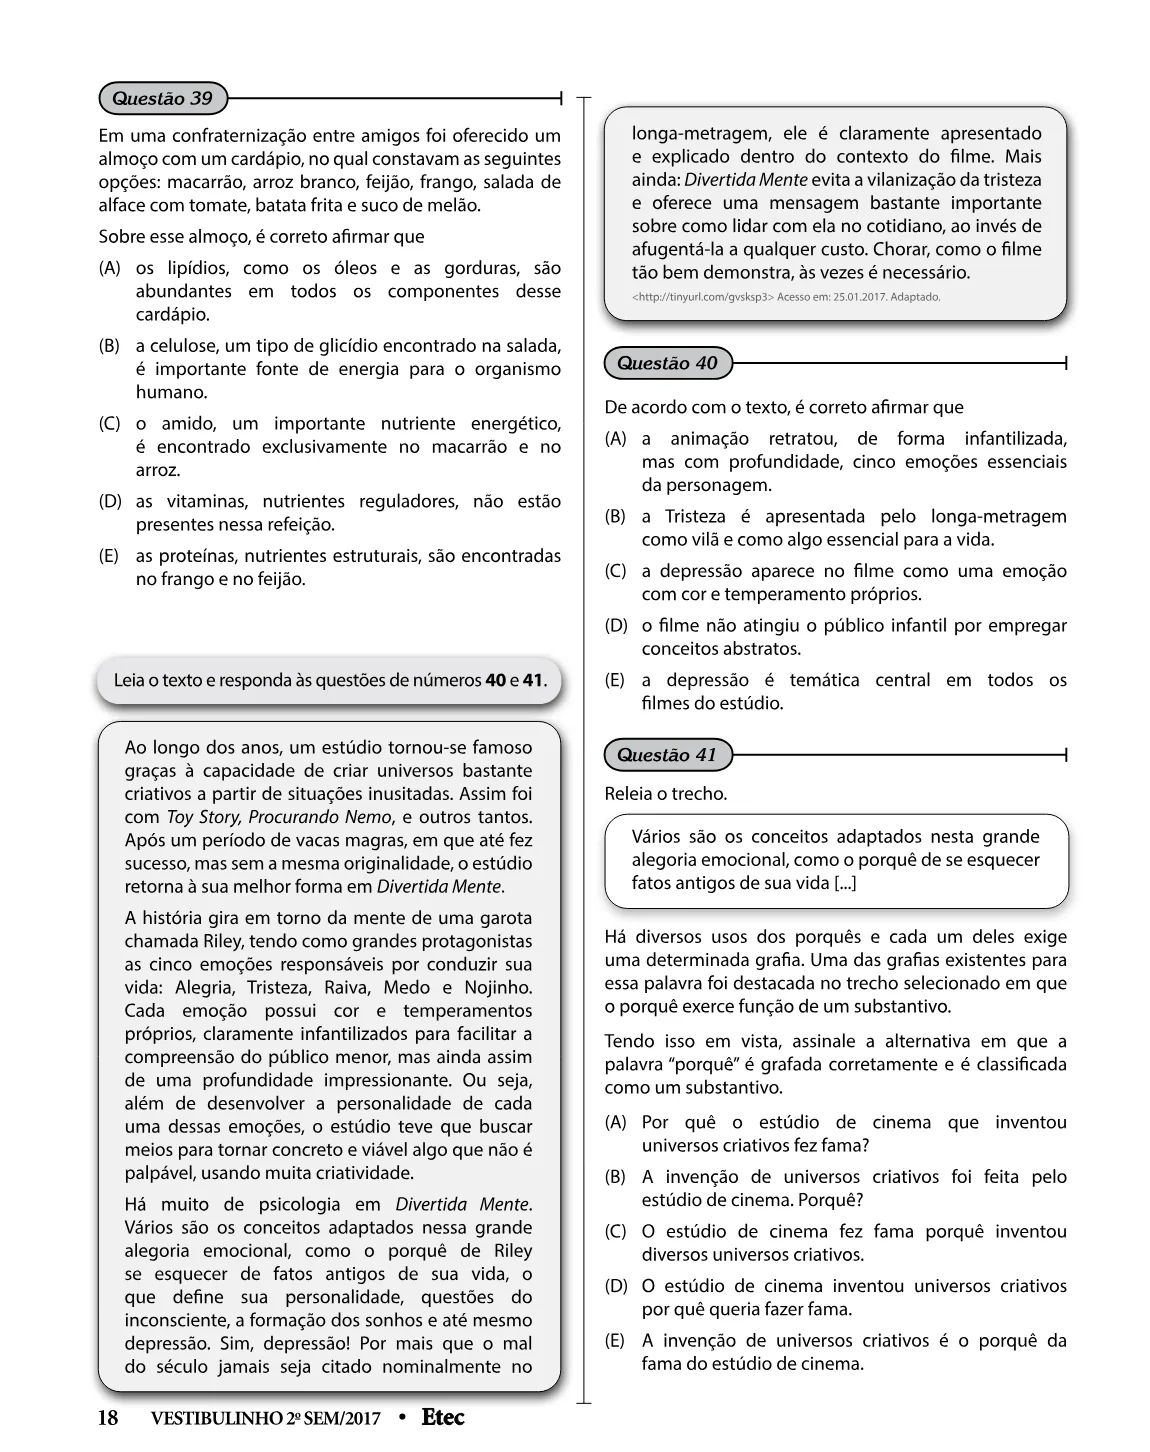 Questão 39
Em uma confraternização entre amigos foi oferecido um
almoço com um cardápio, no qual constavam as seguintes
opções: macarrão, arroz branco, feijão, frango, salada de
alface com tomate, batata frita e suco de melão.
Sobre esse almoço, é correto afirmar que
(A) os lipídios, como os óleos e as gorduras, são
abundantes em todos os componentes desse
cardápio.
(B) a celulose, um tipo de glicídio encontrado na salada,
é importante fonte de energia para o organismo
humano.
(C) o amido, um importante nutriente energético,
é encontrado exclusivamente no macarrão e no
arroz.
(D) as vitaminas, nutrientes reguladores, não estão
presentes nessa refeição.
(E) as proteínas, nutrientes estruturais, são encontradas
no frango e no feijão.
Leia o texto e responda às questões de números 40 e 41.
Ao longo dos anos, um estúdio tornou-se famoso
graças à capacidade de criar universos bastante
criativos a partir de situações inusitadas. Assim foi
com Toy Story, Procurando Nemo, e outros tantos.
Após um período de vacas magras, em que até fez
sucesso, mas sem a mesma originalidade, o estúdio
retorna à sua melhor forma em Divertida Mente.
A história gira em torno da mente de uma garota
chamada Riley, tendo como grandes protagonistas
as cinco emoções responsáveis por conduzir sua
vida: Alegria, Tristeza, Raiva, Medo e Nojinho.
Cada emoção possui cor e temperamentos
próprios, claramente infantilizados para facilitar a
compreensão do público menor, mas ainda assim
de uma profundidade impressionante. Ou seja,
além de desenvolver a personalidade de cada
uma dessas emoções, o estúdio teve que buscar
meios para tornar concreto e viável algo que não é
palpável, usando muita criatividade.
Há muito de psicologia em Divertida Mente.
Vários são os conceitos adaptados nessa grande
alegoria emocional, como o porquê de Riley
se esquecer de fatos antigos de sua vida, o
que define sua personalidade, questões do
inconsciente, a formação dos sonhos e até mesmo
depressão. Sim, depressão! Por mais que o mal
do século jamais seja citado nominalmente no
longa-metragem, ele é claramente apresentado
e explicado dentro do contexto do filme. Mais
ainda: Divertida Mente evita a vilanização da tristeza
e oferece uma mensagem bastante importante
sobre como lidar com ela no cotidiano, ao invés de
afugentá-la a qualquer custo. Chorar, como o filme
tão bem demonstra, às vezes é necessário.
<http://tinyurl.com/gvsksp3> Acesso em: 25.01.2017. Adaptado.
Questão 40
De acordo com o texto, é correto afirmar que
(A) a animação retratou, de forma infantilizada,
mas com profundidade, cinco emoções essenciais
da personagem.
(B) a Tristeza é apresentada pelo longa-metragem
como vilã e como algo essencial para a vida.
(C) a depressão aparece no filme como uma emoção
com cor e temperamento próprios.
(D) o filme não atingiu o público infantil por empregar
conceitos abstratos.
(E) a depressão é temática central em todos os
filmes do estúdio.
Questão 41
Releia o trecho.
Vários são os conceitos adaptados nesta grande
alegoria emocional, como o porquê de se esquecer
fatos antigos de sua vida [...]
Há diversos usos dos porquês e cada um deles exige
uma determinada grafia. Uma das grafias existentes para
essa palavra foi destacada no trecho selecionado em que
o porquê exerce função de um substantivo.
Tendo isso em vista, assinale a alternativa em que a
palavra “porquê” é grafada corretamente e é classificada
como um substantivo.
(A) Por quê o estúdio de cinema que inventou
universos criativos fez fama?
(B) A invenção de universos criativos foi feita pelo
estúdio de cinema. Porquê?
(C) O estúdio de cinema fez fama porquê inventou
diversos universos criativos.
(D) O estúdio de cinema inventou universos criativos
por quê queria fazer fama.
(E) A invenção de universos criativos é o porquê da
fama do estúdio de cinema.
18 VESTIBULINHO 2º SEM/2017 • Etec